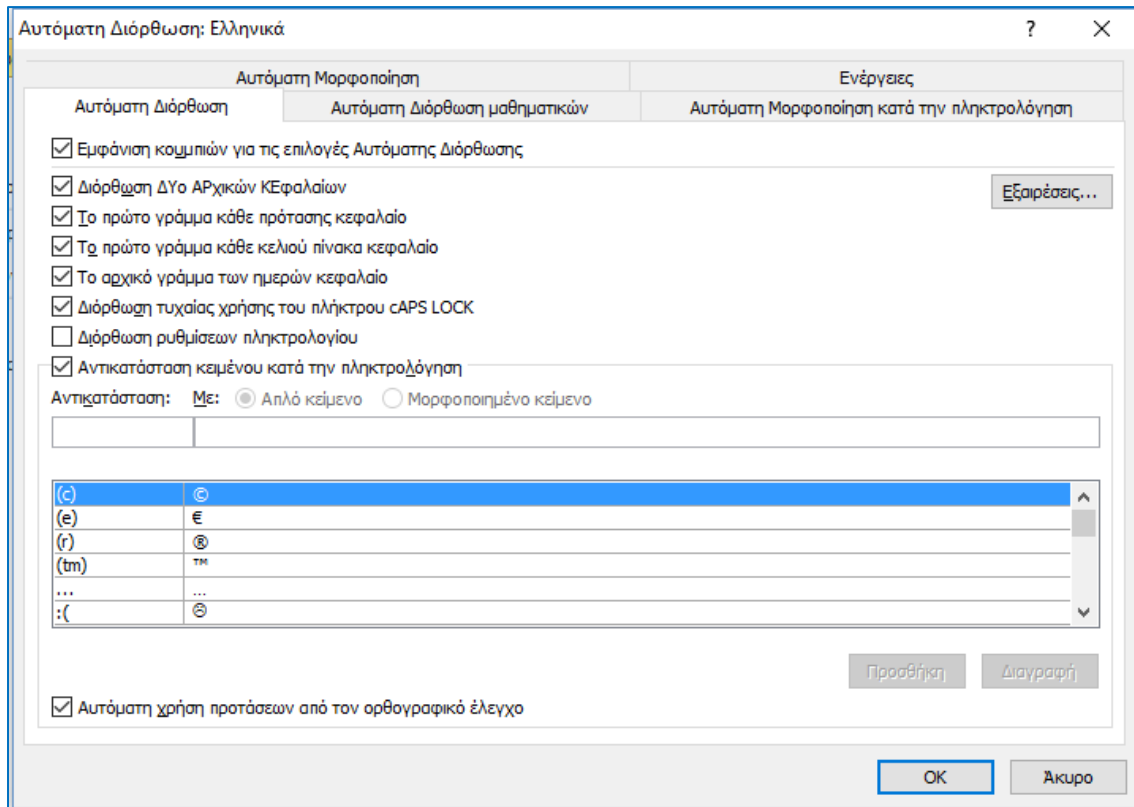 Αυτόματη Διόρθωση: Ελληνικά ? ✕
Αυτόματη Μορφοποίηση Ενέργειες
Αυτόματη Διόρθωση Αυτόματη Διόρθωση μαθηματικών Αυτόματη Μορφοποίηση κατά την πληκτρολόγηση
Εμφάνιση κουμπιών για τις επιλογές Αυτόματης Διόρθωσης
Διόρθωση ΔΥο ΑΡχικών ΚΕφαλαίων Εξαιρέσεις...
Το πρώτο γράμμα κάθε πρότασης κεφαλαίο
Το πρώτο γράμμα κάθε κελιού πίνακα κεφαλαίο
Το αρχικό γράμμα των ημερών κεφαλαίο
Διόρθωση τυχαίας χρήσης του πλήκτρου cAPS LOCK
Διόρθωση ρυθμίσεων πληκτρολογίου
Αντικατάσταση κειμένου κατά την πληκτρολόγηση
Αντικατάσταση: Με: Απλό κείμενο Μορφοποιημένο κείμενο
(c) ©
(e) €
(r) ®
(tm) ™
... …
:( ☹
Προσθήκη Διαγραφή
Αυτόματη χρήση προτάσεων από τον ορθογραφικό έλεγχο
OK Άκυρο